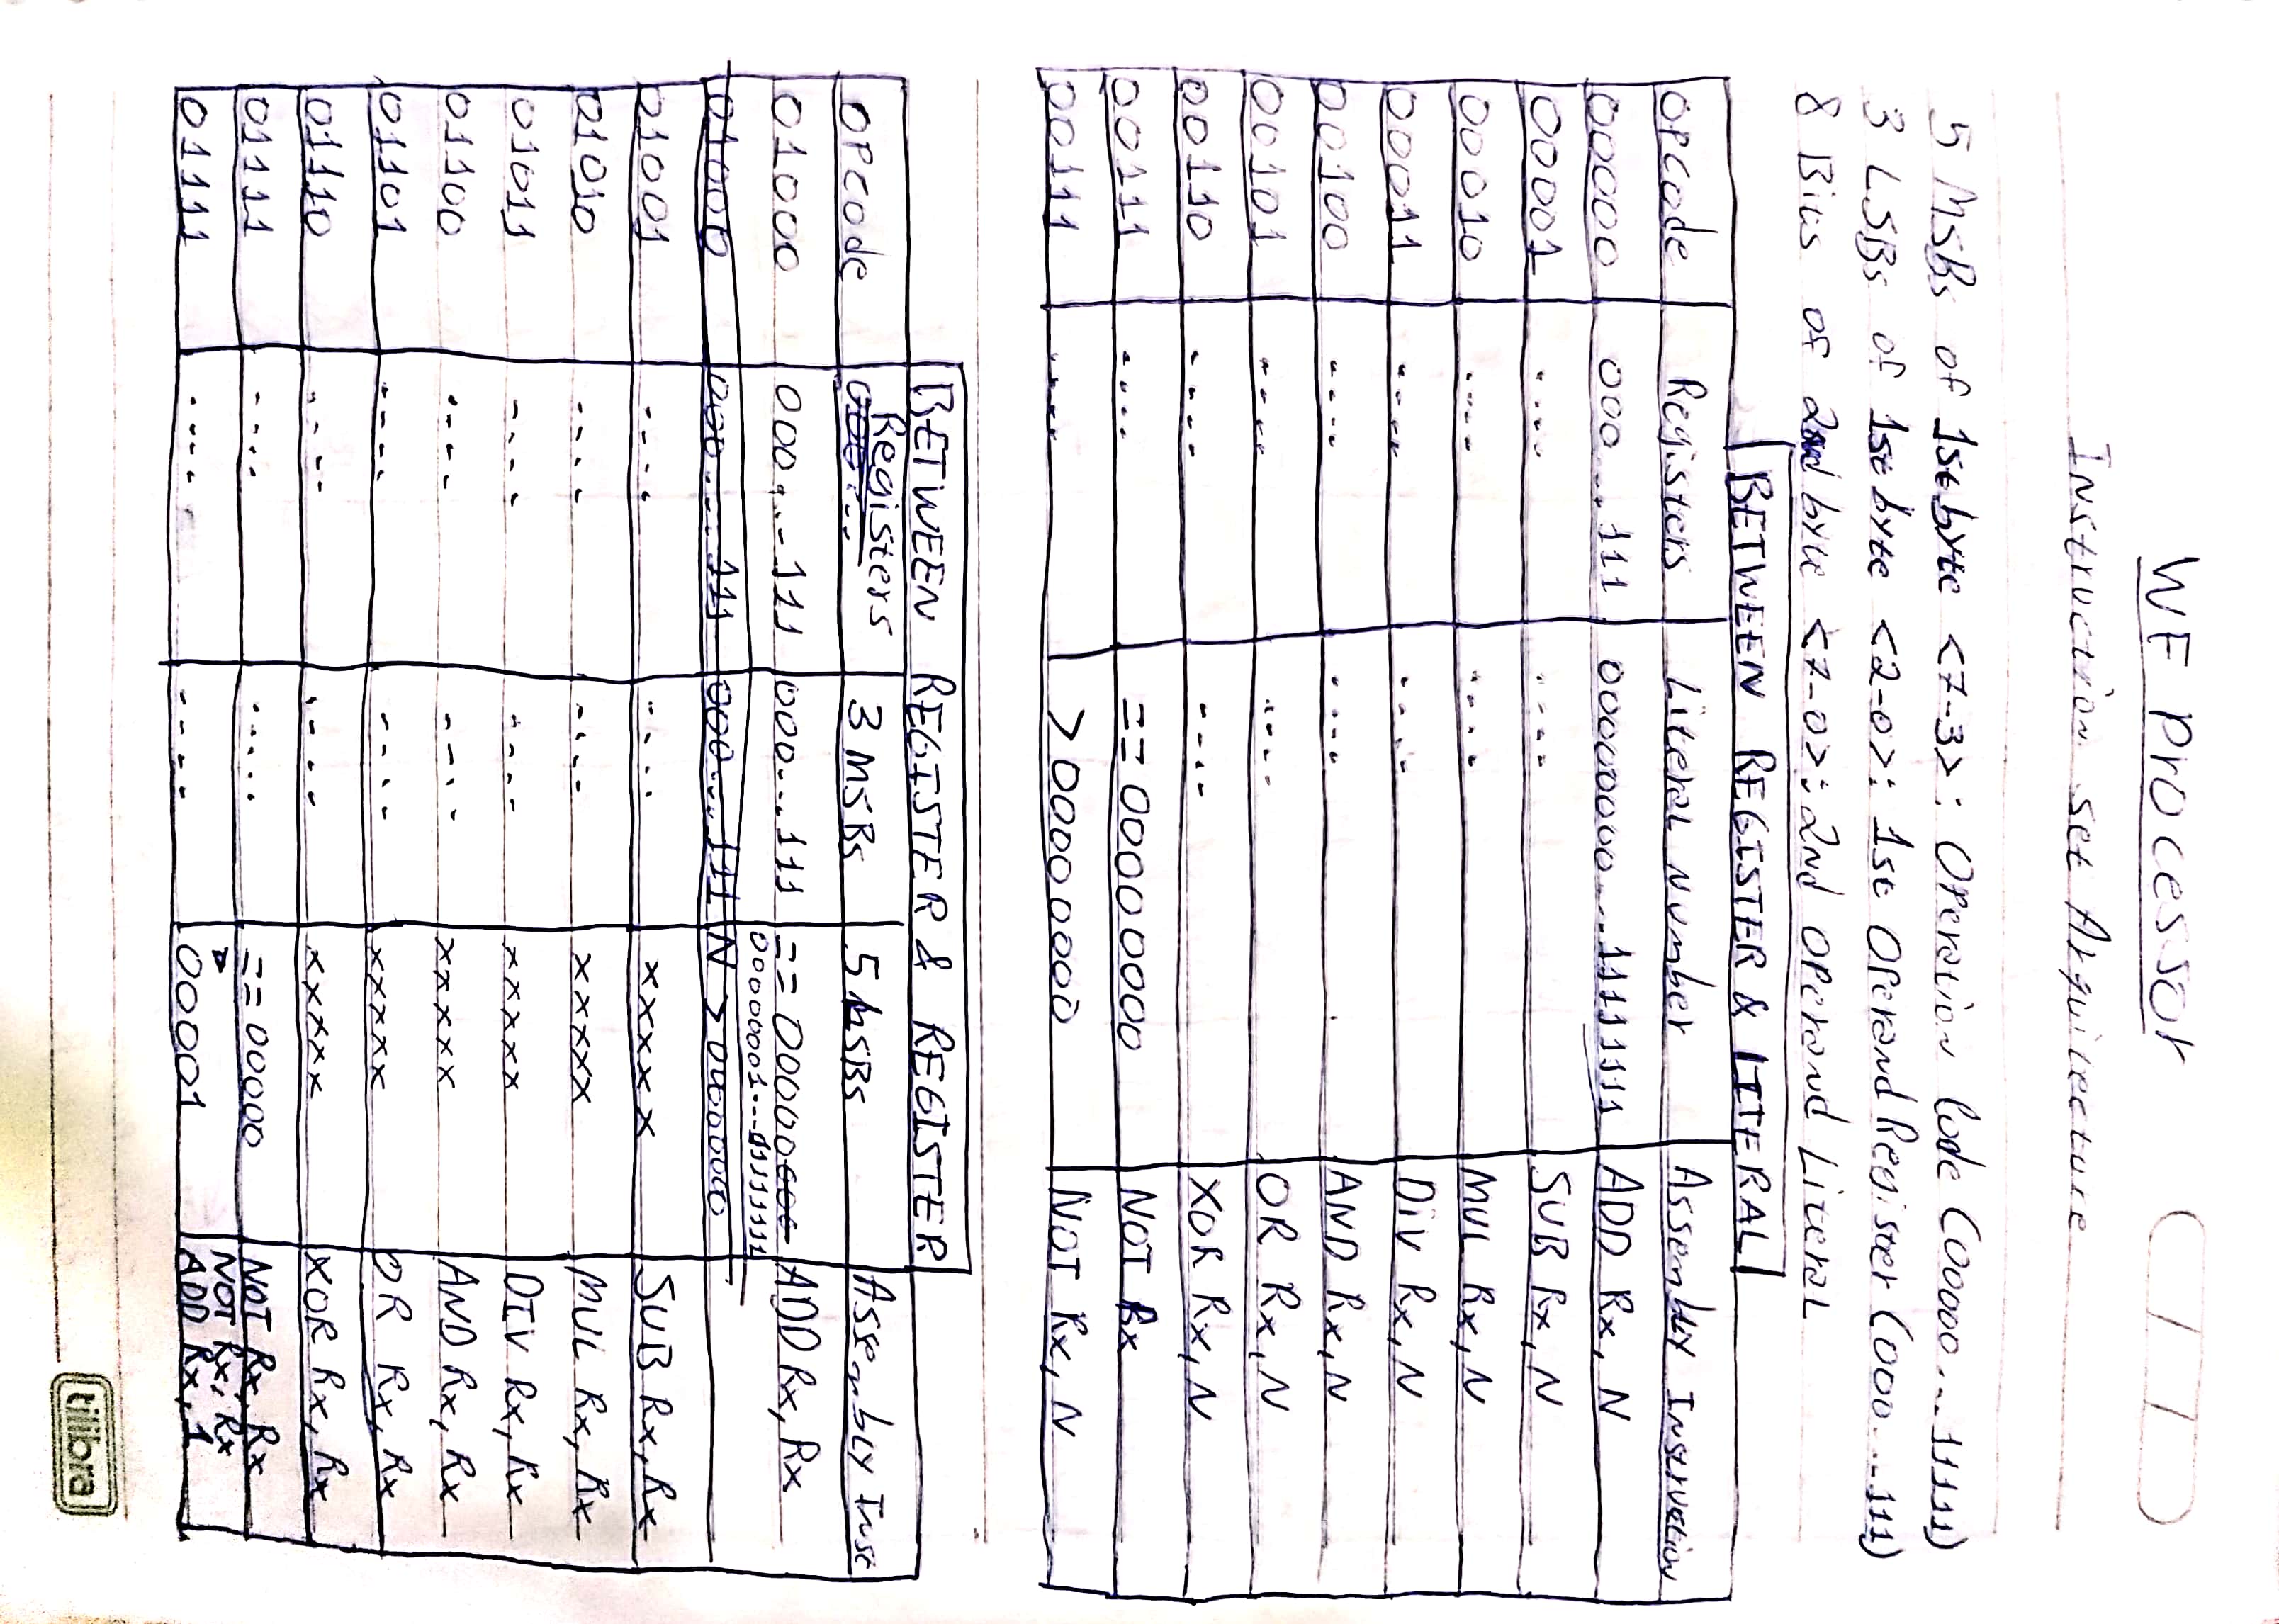 WE Processor
Instruction set Arquitecture
5 MSBs of 1st byte <7-3>: Operation Code (00000...11111)
3 LSBs of 1st byte <2-0>: 1st Operand Register (000...111)
8 Bits of 2nd byte <7-0>: 2nd Operand Literal
BETWEEN REGISTER & LITERAL
OPCode Registers Literal Number Assembly Instruction
00000 000...111 00000000...11111111 ADD Rx, N
00001 .... .... SUB Rx, N
00010 .... .... MUL Rx, N
00011 .... .... Div Rx, N
00100 .... .... AND Rx, N
00101 .... .... OR Rx, N
00110 .... .... XOR Rx, N
00111 .... == 00000000 NOT Rx
00111 .... > 00000000 NOT Rx, N
BETWEEN REGISTER & REGISTER
OPCODE Registers 3 MSBs 5 LSBs Assembly Inst
000...
01000 000...111 000...111 == 00000000 ADD Rx, Rx
00000001...11111111
01000 000...111 000...111 N > 00000000
01001 .... .... xxxxx SUB Rx, Rx
01010 .... .... xxxxx MUL Rx, Rx
01011 .... .... xxxxx DIV Rx, Rx
01100 .... .... xxxxx AND Rx, Rx
01101 .... .... xxxxx OR Rx, Rx
01110 .... .... xxxxx XOR Rx, Rx
01111 .... ..... == 00000 NOT Rx, Rx
01111 .... .... > 00001 NOT Rx, Rx
ADD Rx, 1
tilibra